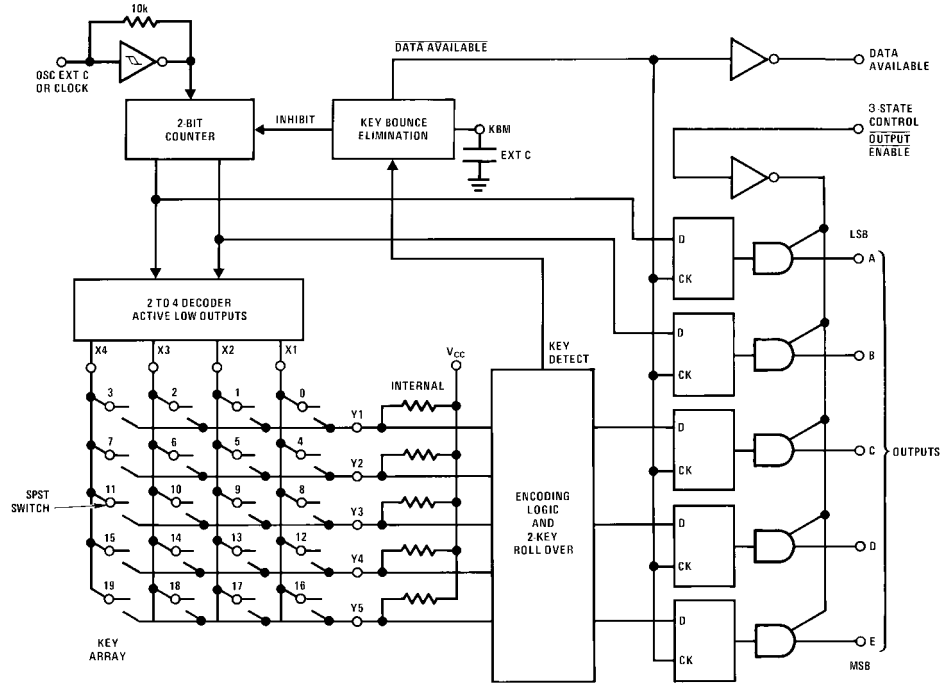 10k
OSC EXT C
OR CLOCK
2-BIT
COUNTER
INHIBIT
DATA AVAILABLE
KEY BOUNCE
ELIMINATION
KBM
EXT C
DATA
AVAILABLE
3-STATE
CONTROL
OUTPUT
ENABLE
2 TO 4 DECODER
ACTIVE LOW OUTPUTS
X4
X3
X2
X1
3
2
1
0
Y1
7
6
5
4
Y2
11
10
9
8
Y3
15
14
13
12
Y4
19
18
17
16
Y5
SPST
SWITCH
KEY
ARRAY
VCC
INTERNAL
KEY
DETECT
ENCODING
LOGIC
AND
2-KEY
ROLL OVER
D
CK
LSB
A
D
CK
B
D
CK
C
D
CK
D
D
CK
E
MSB
OUTPUTS